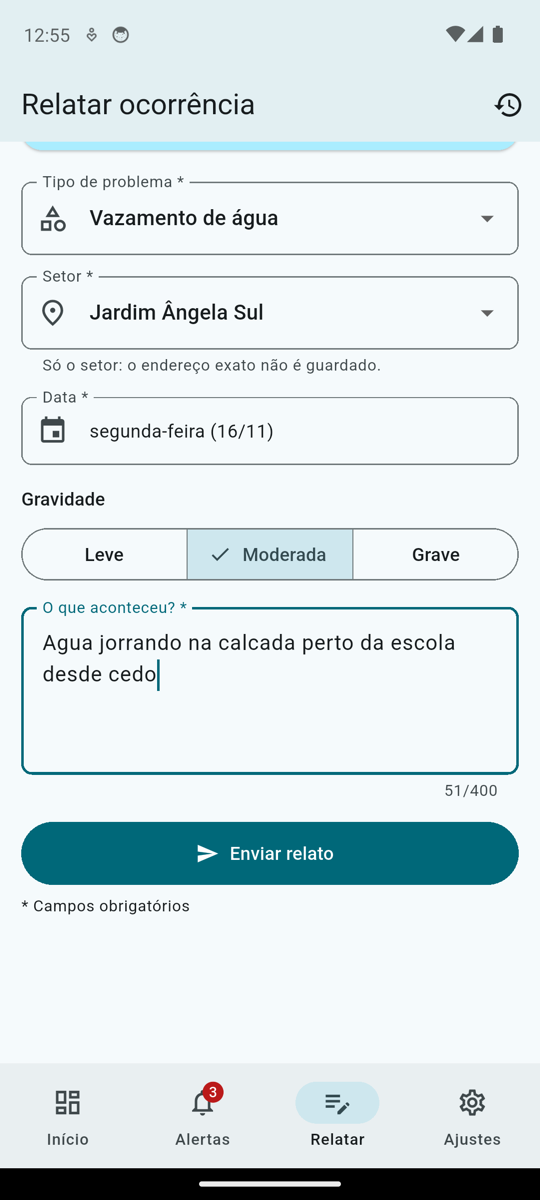 12:55
Relatar ocorrência
Tipo de problema *
Vazamento de água
Setor *
Jardim Ângela Sul
Só o setor: o endereço exato não é guardado.
Data *
segunda-feira (16/11)
Gravidade
Leve
Moderada
Grave
O que aconteceu? *
Agua jorrando na calcada perto da escola
desde cedo
51/400
Enviar relato
* Campos obrigatórios
3
Início
Alertas
Relatar
Ajustes